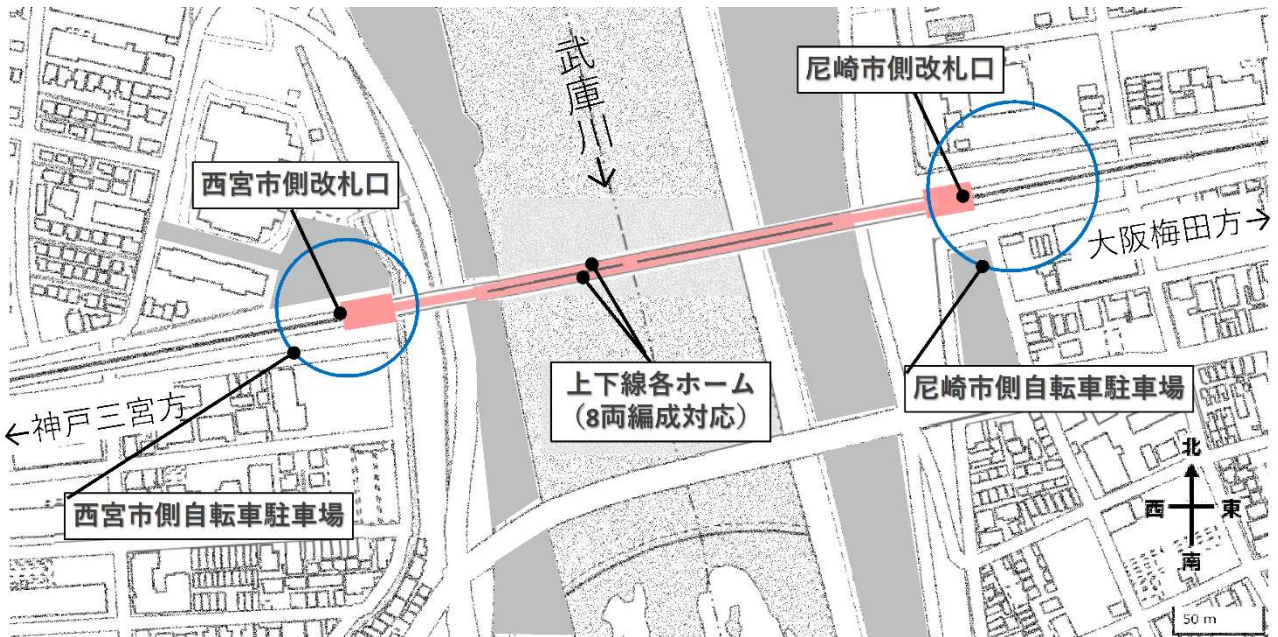 武庫川
尼崎市側改札口
西宮市側改札口
大阪梅田方→
上下線各ホーム
（8両編成対応）
尼崎市側自転車駐車場
←神戸三宮方
西宮市側自転車駐車場
北
西
東
南
50 m